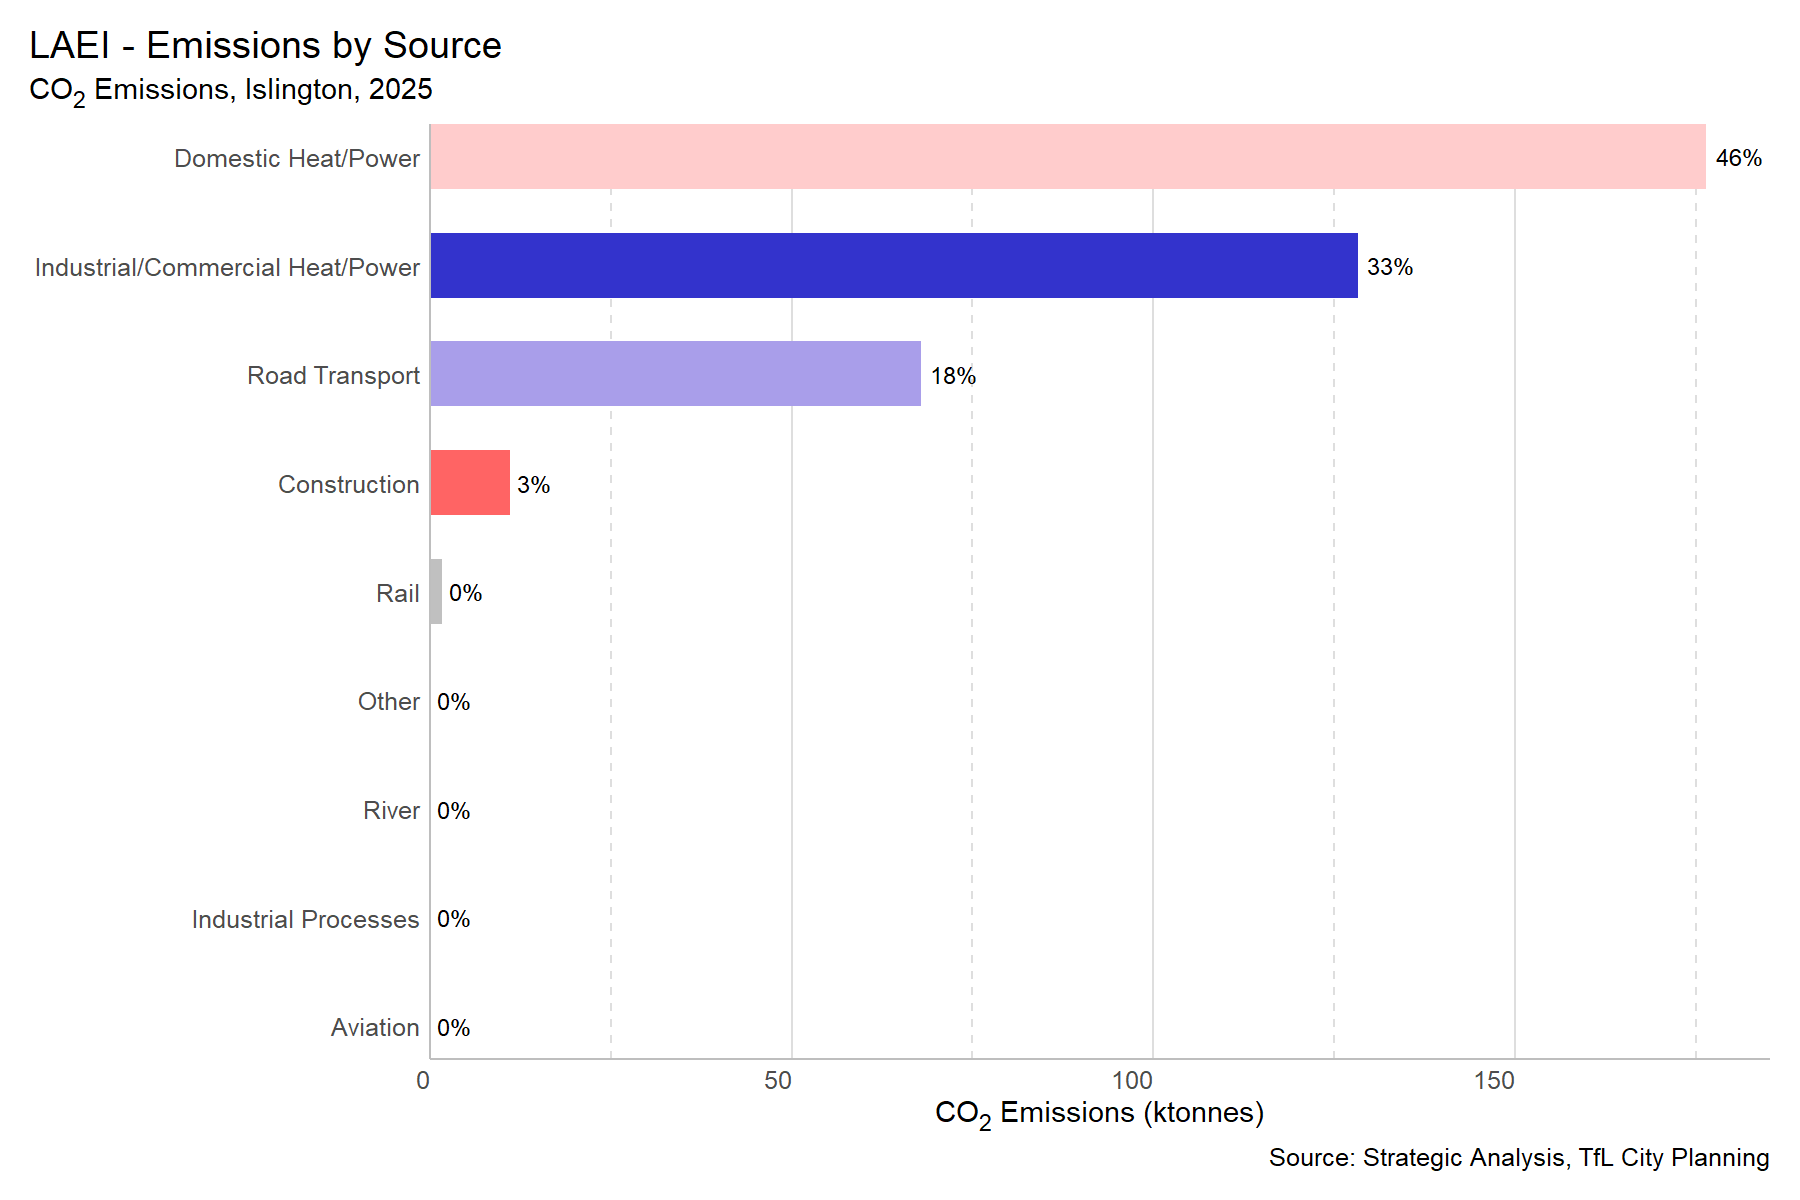 LAEI - Emissions by Source
CO₂ Emissions, Islington, 2025
Domestic Heat/Power 46%
Industrial/Commercial Heat/Power 33%
Road Transport 18%
Construction 3%
Rail 0%
Other 0%
River 0%
Industrial Processes 0%
Aviation 0%
0 50 100 150
CO₂ Emissions (ktonnes)
Source: Strategic Analysis, TfL City Planning